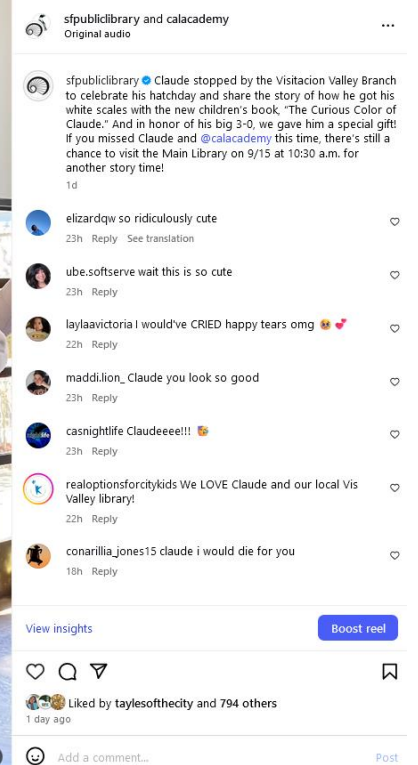 sfpubliclibrary and calacademy
Original audio
sfpubliclibrary Claude stopped by the Visitacion Valley Branch
to celebrate his hatchday and share the story of how he got his
white scales with the new children's book, "The Curious Color of
Claude." And in honor of his big 3-0, we gave him a special gift!
If you missed Claude and @calacademy this time, there's still a
chance to visit the Main Library on 9/15 at 10:30 a.m. for
another story time!
1d
elizardqw so ridiculously cute
23h Reply See translation
ube.softserve wait this is so cute
23h Reply
laylaavictoria I would've CRIED happy tears omg 🥹 💕
22h Reply
maddi.lion_ Claude you look so good
23h Reply
casnightlife Claudeeee!!! 🥳
23h Reply
realoptionsforcitykids We LOVE Claude and our local Vis
Valley library!
22h Reply
conarillia_jones15 claude i would die for you
18h Reply
View insights
Boost reel
Liked by taylesofthecity and 794 others
1 day ago
Add a comment...
Post